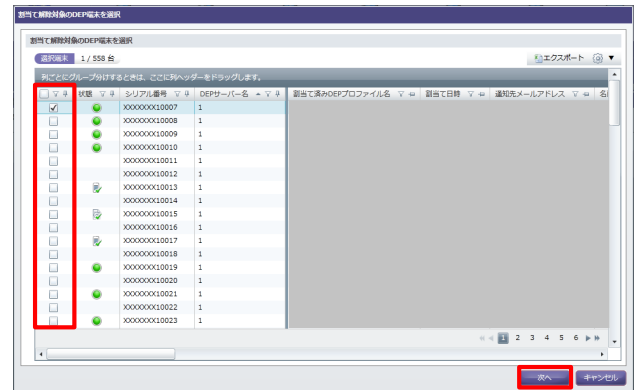 割当て解除対象のDEP端末を選択
割当て解除対象のDEP端末を選択
選択端末 1 / 558 台 エクスポート
列ごとにグループ分けするときは、ここに列ヘッダーをドラッグします。
状態 シリアル番号 DEPサーバー名 割当て済みDEPプロファイル名 割当て日時 通知先メールアドレス
XXXXXXX10007 1
XXXXXXX10008 1
XXXXXXX10009 1
XXXXXXX10010 1
XXXXXXX10011 1
XXXXXXX10012 1
XXXXXXX10013 1
XXXXXXX10014 1
XXXXXXX10015 1
XXXXXXX10016 1
XXXXXXX10017 1
XXXXXXX10018 1
XXXXXXX10019 1
XXXXXXX10020 1
XXXXXXX10021 1
XXXXXXX10022 1
XXXXXXX10023 1
1 2 3 4 5 6
次へ キャンセル